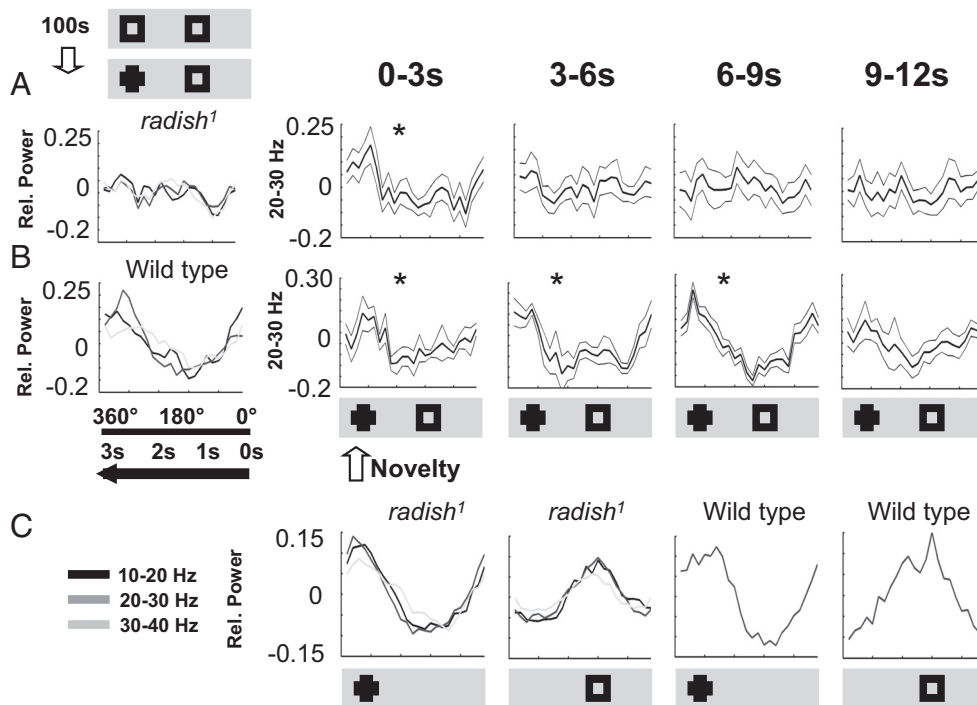 100s
A
0-3s 3-6s 6-9s 9-12s
radish¹
Rel. Power
0.25
0
-0.2
20-30 Hz
0.25
0
-0.2
B
Wild type
Rel. Power
0.25
0
-0.2
20-30 Hz
0.30
0
-0.2
* * * *
360° 180° 0°
3s 2s 1s 0s
Novelty
C
radish¹ radish¹ Wild type Wild type
10-20 Hz
20-30 Hz
30-40 Hz
Rel. Power
0.15
0
-0.15